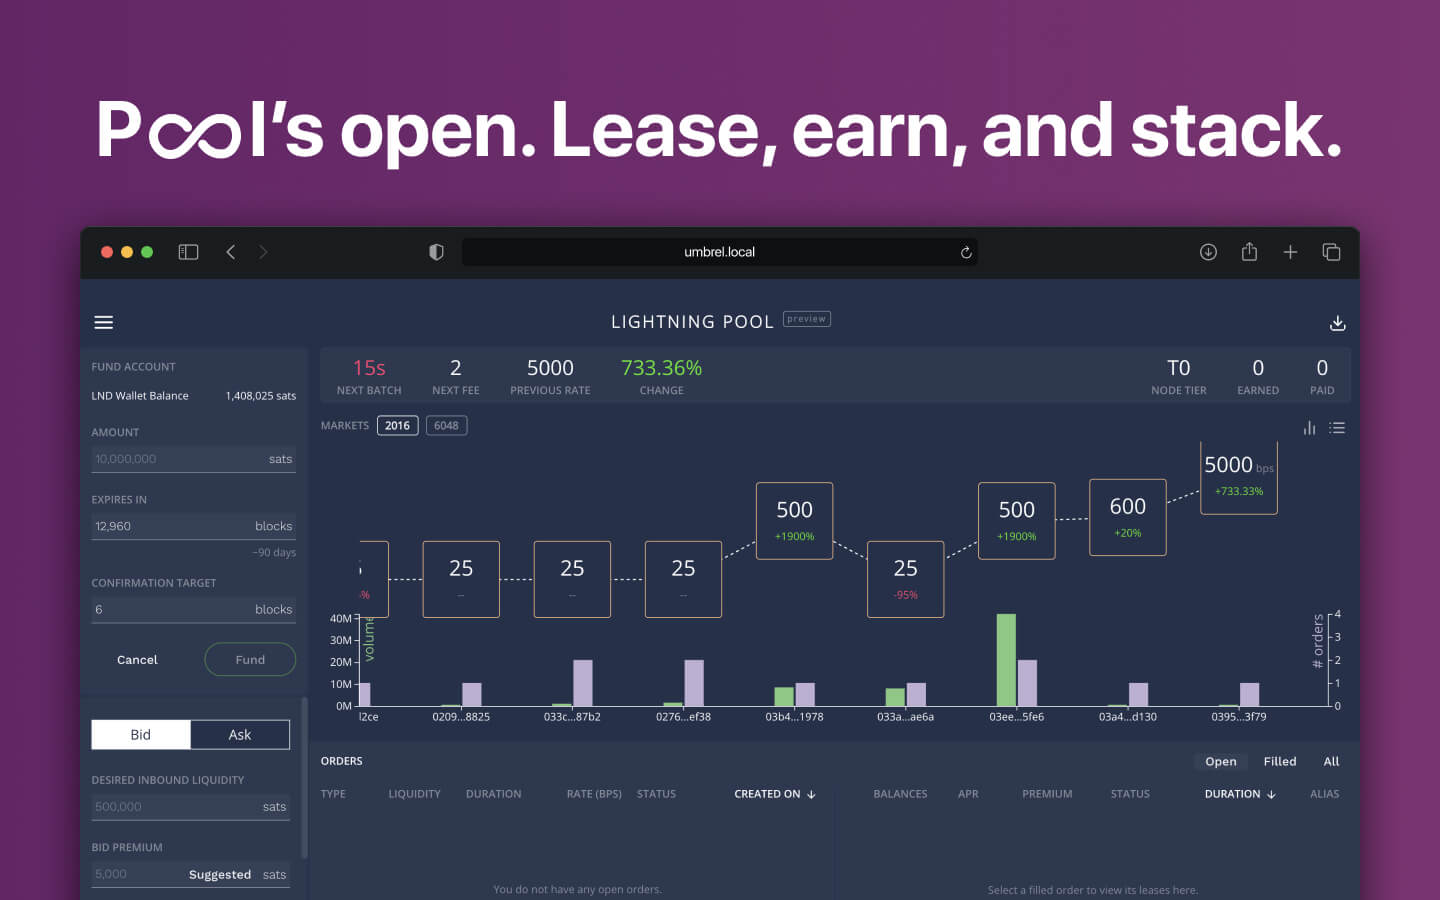 Pool's open. Lease, earn, and stack.
umbrel.local
LIGHTNING POOL preview
FUND ACCOUNT
LND Wallet Balance 1,408,025 sats
AMOUNT
10,000,000 sats
EXPIRES IN
12,960 blocks
~90 days
CONFIRMATION TARGET
6 blocks
Cancel Fund
Bid Ask
DESIRED INBOUND LIQUIDITY
500,000 sats
BID PREMIUM
5,000 Suggested sats
15s 2 5000 733.36% T0 0 0
NEXT BATCH NEXT FEE PREVIOUS RATE CHANGE NODE TIER EARNED PAID
MARKETS 2016 6048
5000 bps
+733.33%
500 500 600
+1900% +1900% +20%
25 25 25 25
-% -- -- -- -95%
40M 30M 20M 10M 0M
volume
# orders
4 3 2 1 0
l2ce 0209...8825 033c...87b2 0276...ef38 03b4...1978 033a...ae6a 03ee...5fe6 03a4...d130 0395...3f79
ORDERS Open Filled All
TYPE LIQUIDITY DURATION RATE (BPS) STATUS CREATED ON ↓ BALANCES APR PREMIUM STATUS DURATION ↓ ALIAS
You do not have any open orders. Select a filled order to view its leases here.